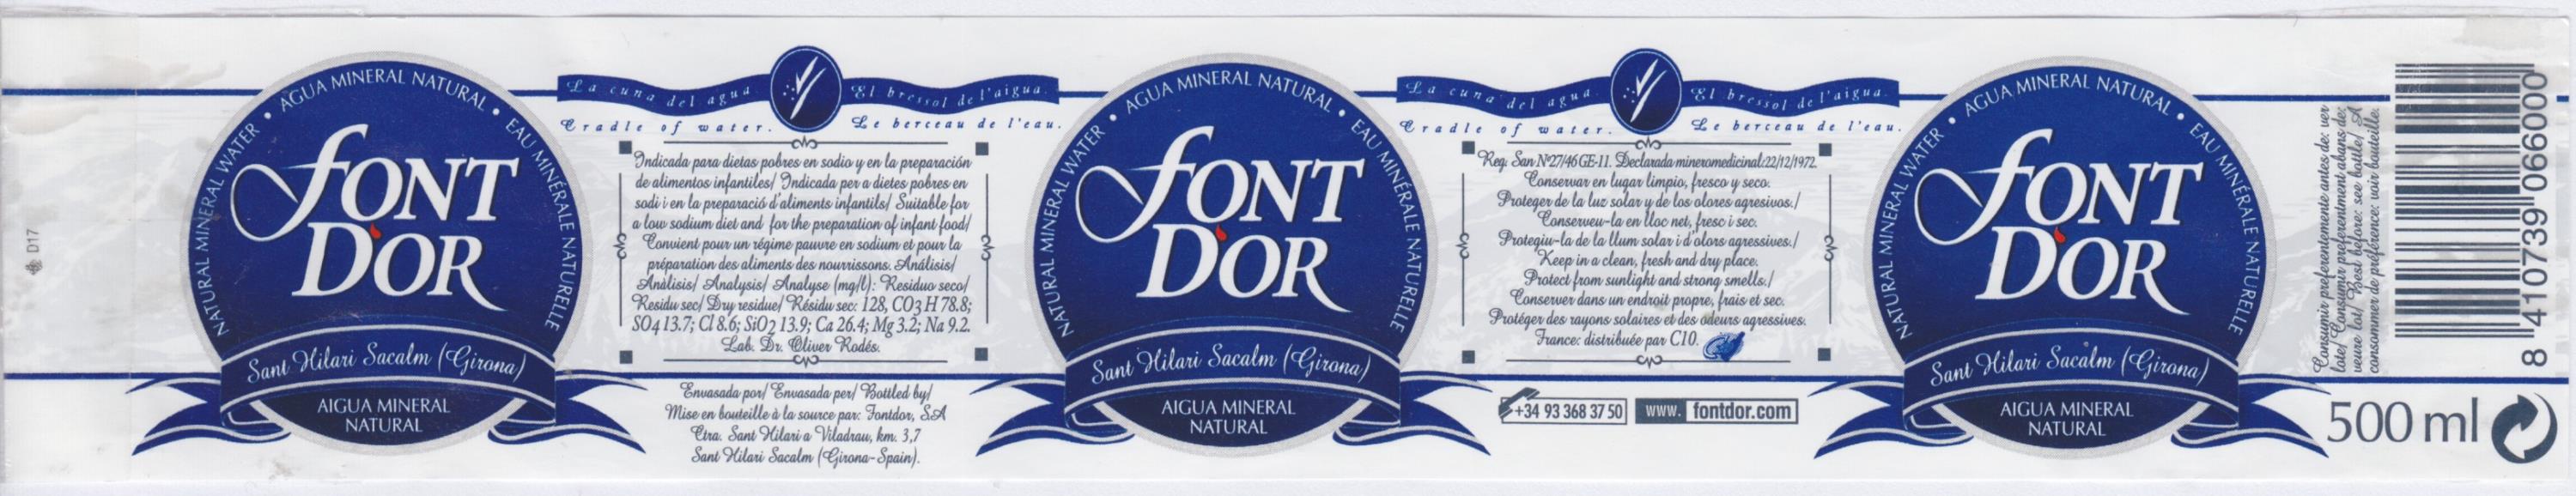 D17
NATURAL MINERAL WATER • AGUA MINERAL NATURAL • EAU MINÉRALE NATURELLE
fONT
D'OR
Sant Hilari Sacalm (Girona)
AIGUA MINERAL
NATURAL
La cuna del agua. El bressol de l'aigua.
Cradle of water. Le berceau de l'eau.
Indicada para dietas pobres en sodio y en la preparación
de alimentos infantiles/ Indicada per a dietes pobres en
sodi i en la preparació d'aliments infantils/ Suitable for
a low sodium diet and for the preparation of infant food/
Convient pour un régime pauvre en sodium et pour la
préparation des aliments des nourrissons. Análisis/
Anàlisis/ Analysis/ Analyse (mg/l): Residuo seco/
Residu sec/ Dry residue/ Résidu sec: 128, CO3 H 78.8;
SO4 13.7; Cl 8.6; SiO2 13.9; Ca 26.4; Mg 3.2; Na 9.2.
Lab. Dr. Oliver Rodés.
Envasada por/ Envasada per/ Bottled by/
Mise en bouteille à la source par: Fontdor, S.A
Ctra. Sant Hilari a Viladrau, km. 3,7
Sant Hilari Sacalm (Girona-Spain).
NATURAL MINERAL WATER • AGUA MINERAL NATURAL • EAU MINÉRALE NATURELLE
fONT
D'OR
Sant Hilari Sacalm (Girona)
AIGUA MINERAL
NATURAL
La cuna del agua. El bressol de l'aigua.
Cradle of water. Le berceau de l'eau.
Reg. San Nº27/46 GE-11. Declarada mineromedicinal:22/12/1972.
Conservar en lugar limpio, fresco y seco.
Proteger de la luz solar y de los olores agresivos./
Conserveu-la en lloc net, fresc i sec.
Protegiu-la de la llum solar i d'olors agressives./
Keep in a clean, fresh and dry place.
Protect from sunlight and strong smells./
Conserver dans un endroit propre, frais et sec.
Protéger des rayons solaires et des odeurs agressives.
France: distribuée par C10.
+34 93 368 37 50 www. fontdor.com
NATURAL MINERAL WATER • AGUA MINERAL NATURAL • EAU MINÉRALE NATURELLE
fONT
D'OR
Sant Hilari Sacalm (Girona)
AIGUA MINERAL
NATURAL
Consumir preferentemente antes de: ver
lote/ Consumir preferentment abans de:
veure lot/ Best before: see bottle/ A
consommer de préférence: voir bouteille.
8 410739 066000
500 ml